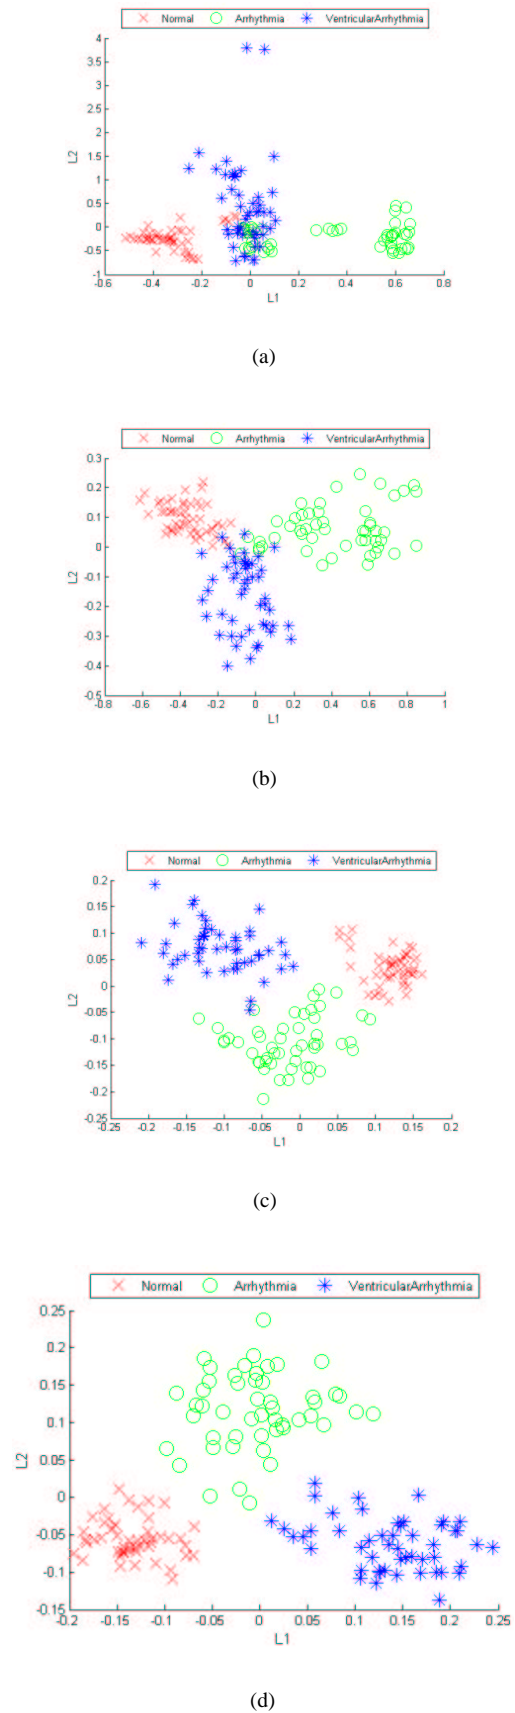 Normal Arrhythmia VentricularArrhythmia
4
3.5
3
2.5
2
1.5
1
0.5
0
-0.5
-1
L2
-0.6 -0.4 -0.2 0 0.2 0.4 0.6 0.8
L1
(a)
Normal Arrhythmia VentricularArrhythmia
0.3
0.2
0.1
0
-0.1
-0.2
-0.3
-0.4
-0.5
L2
-0.8 -0.6 -0.4 -0.2 0 0.2 0.4 0.6 0.8 1
L1
(b)
Normal Arrhythmia VentricularArrhythmia
0.2
0.15
0.1
0.05
0
-0.05
-0.1
-0.15
-0.2
-0.25
L2
-0.25 -0.2 -0.15 -0.1 -0.05 0 0.05 0.1 0.15 0.2
L1
(c)
Normal Arrhythmia VentricularArrhythmia
0.25
0.2
0.15
0.1
0.05
0
-0.05
-0.1
-0.15
L2
-0.2 -0.15 -0.1 -0.05 0 0.05 0.1 0.15 0.2 0.25
L1
(d)